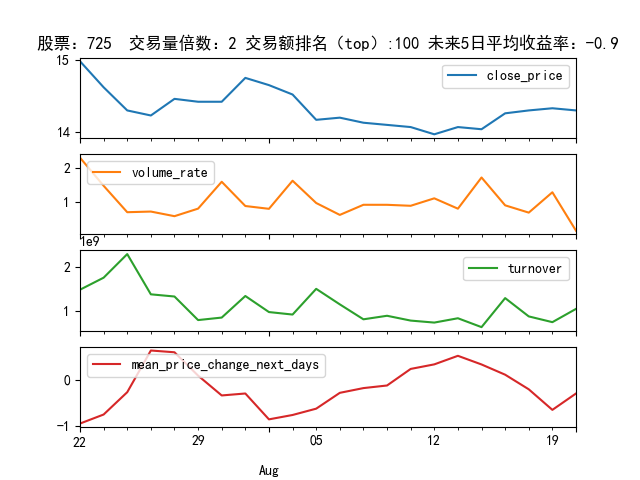 股票: 725  交易量倍数: 2 交易额排名（top）:100 未来5日平均收益率: -0.9
15
14
close_price
2
1
volume_rate
1e9
2
1
turnover
0
-1
mean_price_change_next_days
22 29 05 12 19
Aug